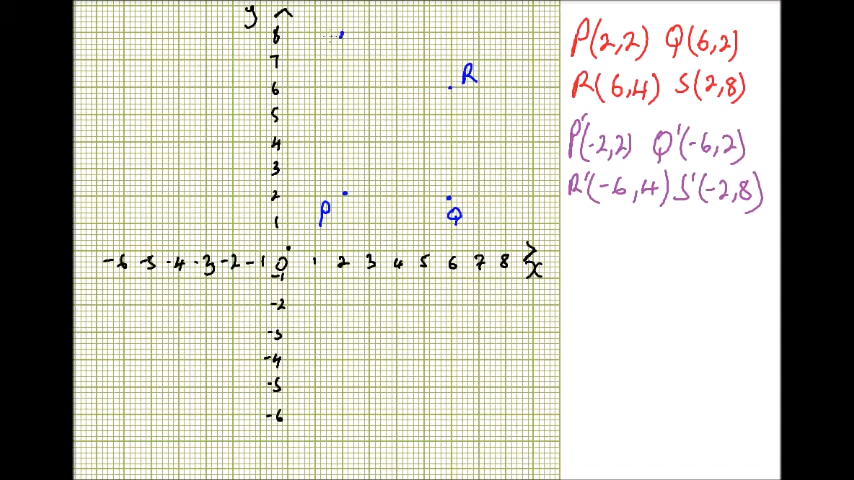 y
8
7
6 R
5
4
3
2
P Q
1
-6 -5 -4 -3 -2 -1 0 1 2 3 4 5 6 7 8 x
-1
-2
-3
-4
-5
-6
P(2,2) Q(6,2)
R(6,4) S(2,8)
P'(-2,2) Q'(-6,2)
R'(-6,4) S'(-2,8)